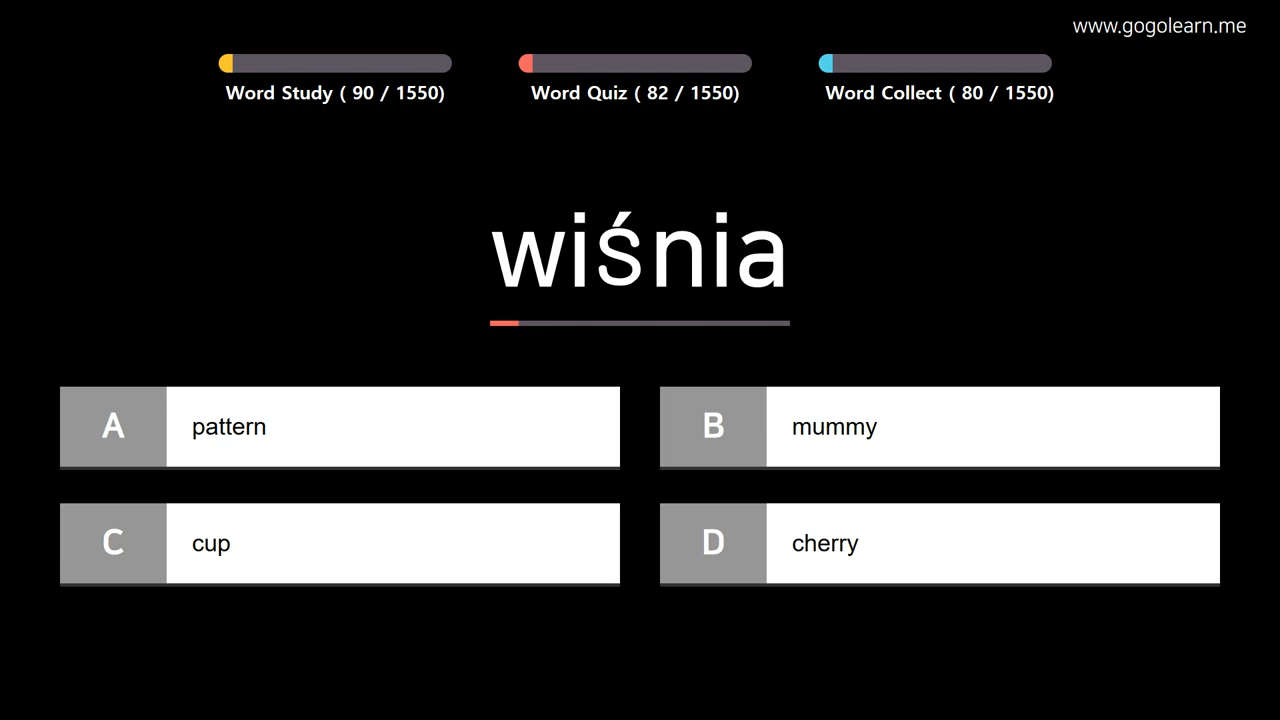 www.gogolearn.me
Word Study ( 90 / 1550)
Word Quiz ( 82 / 1550)
Word Collect ( 80 / 1550)
wiśnia
A pattern
B mummy
C cup
D cherry